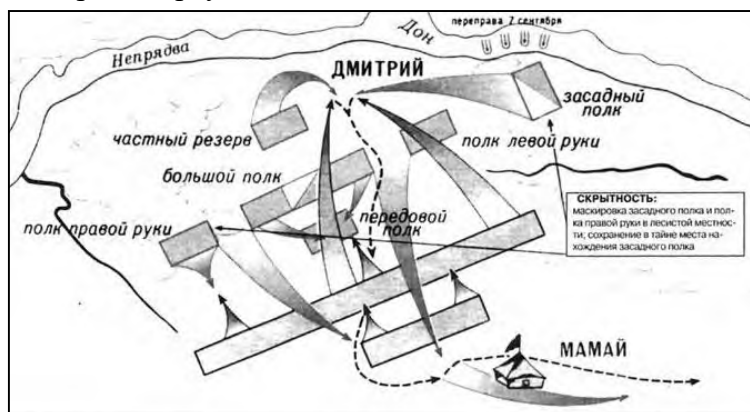 переправа 7 сентября
Дон
Непрядва
ДМИТРИЙ
засадный
полк
частный резерв
полк левой руки
большой полк
СКРЫТНОСТЬ:
маскировка засадного полка и пол-
ка правой руки в лесистой местнос-
ти; сохранение в тайне места на-
хождения засадного полка
передовой
полк
полк правой руки
МАМАЙ